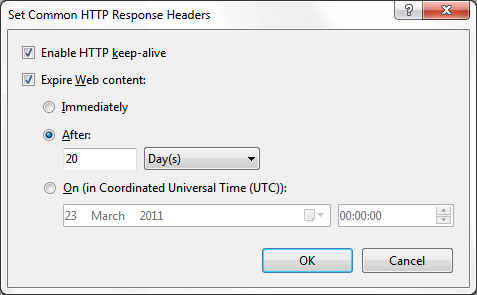 Set Common HTTP Response Headers
Enable HTTP keep-alive
Expire Web content:
Immediately
After:
20 Day(s)
On (in Coordinated Universal Time (UTC)):
23 March 2011 00:00:00
OK Cancel